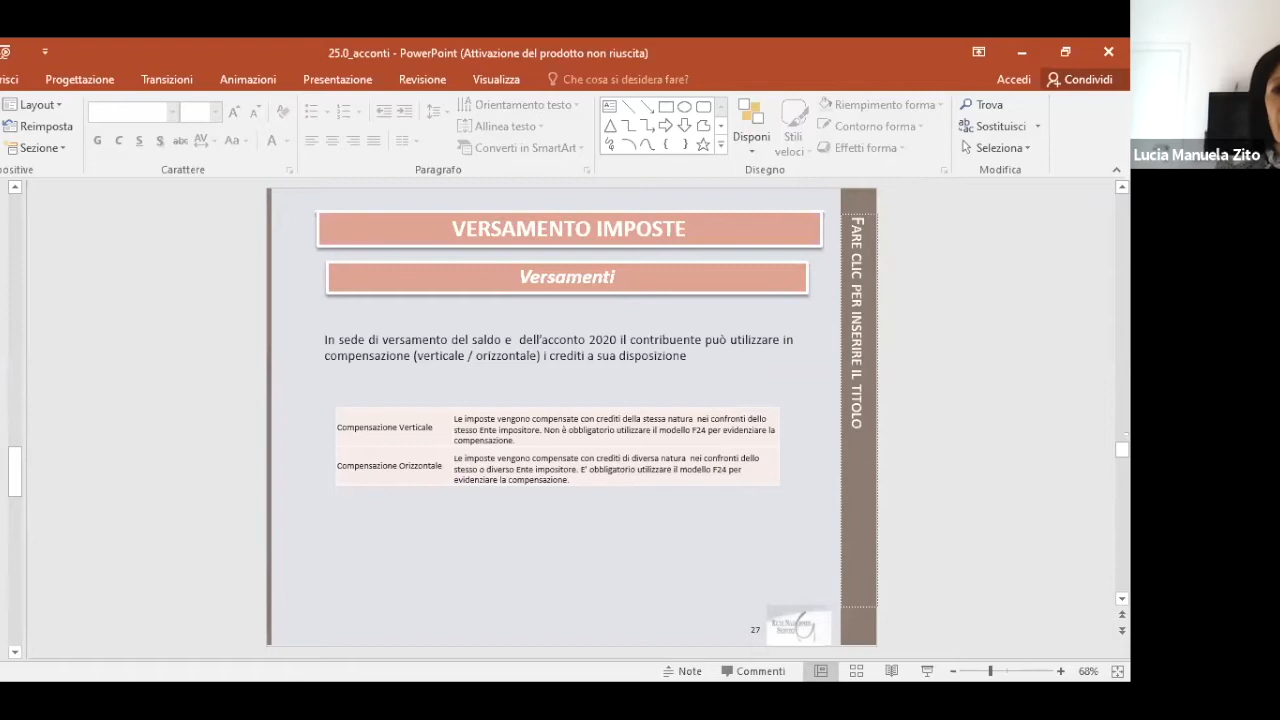 25.0_acconti - PowerPoint (Attivazione del prodotto non riuscita)
Progettazione Transizioni Animazioni Presentazione Revisione Visualizza Che cosa si desidera fare? Accedi Condividi
Layout
Reimposta
Sezione
G C S S abc AV Aa A
Carattere
Orientamento testo
Allinea testo
Converti in SmartArt
Paragrafo
Disponi
Stili
veloci
Riempimento forma
Contorno forma
Effetti forma
Disegno
Trova
Sostituisci
Seleziona
Modifica
Lucia Manuela Zito
VERSAMENTO IMPOSTE
Versamenti
In sede di versamento del saldo e dell'acconto 2020 il contribuente può utilizzare in
compensazione (verticale / orizzontale) i crediti a sua disposizione
Compensazione Verticale
Le imposte vengono compensate con crediti della stessa natura nei confronti dello
stesso Ente impositore. Non è obbligatorio utilizzare il modello F24 per evidenziare la
compensazione.
Compensazione Orizzontale
Le imposte vengono compensate con crediti di diversa natura nei confronti dello
stesso o diverso Ente impositore. E' obbligatorio utilizzare il modello F24 per
evidenziare la compensazione.
FARE CLIC PER INSERIRE IL TITOLO
27
Note Commenti 68%